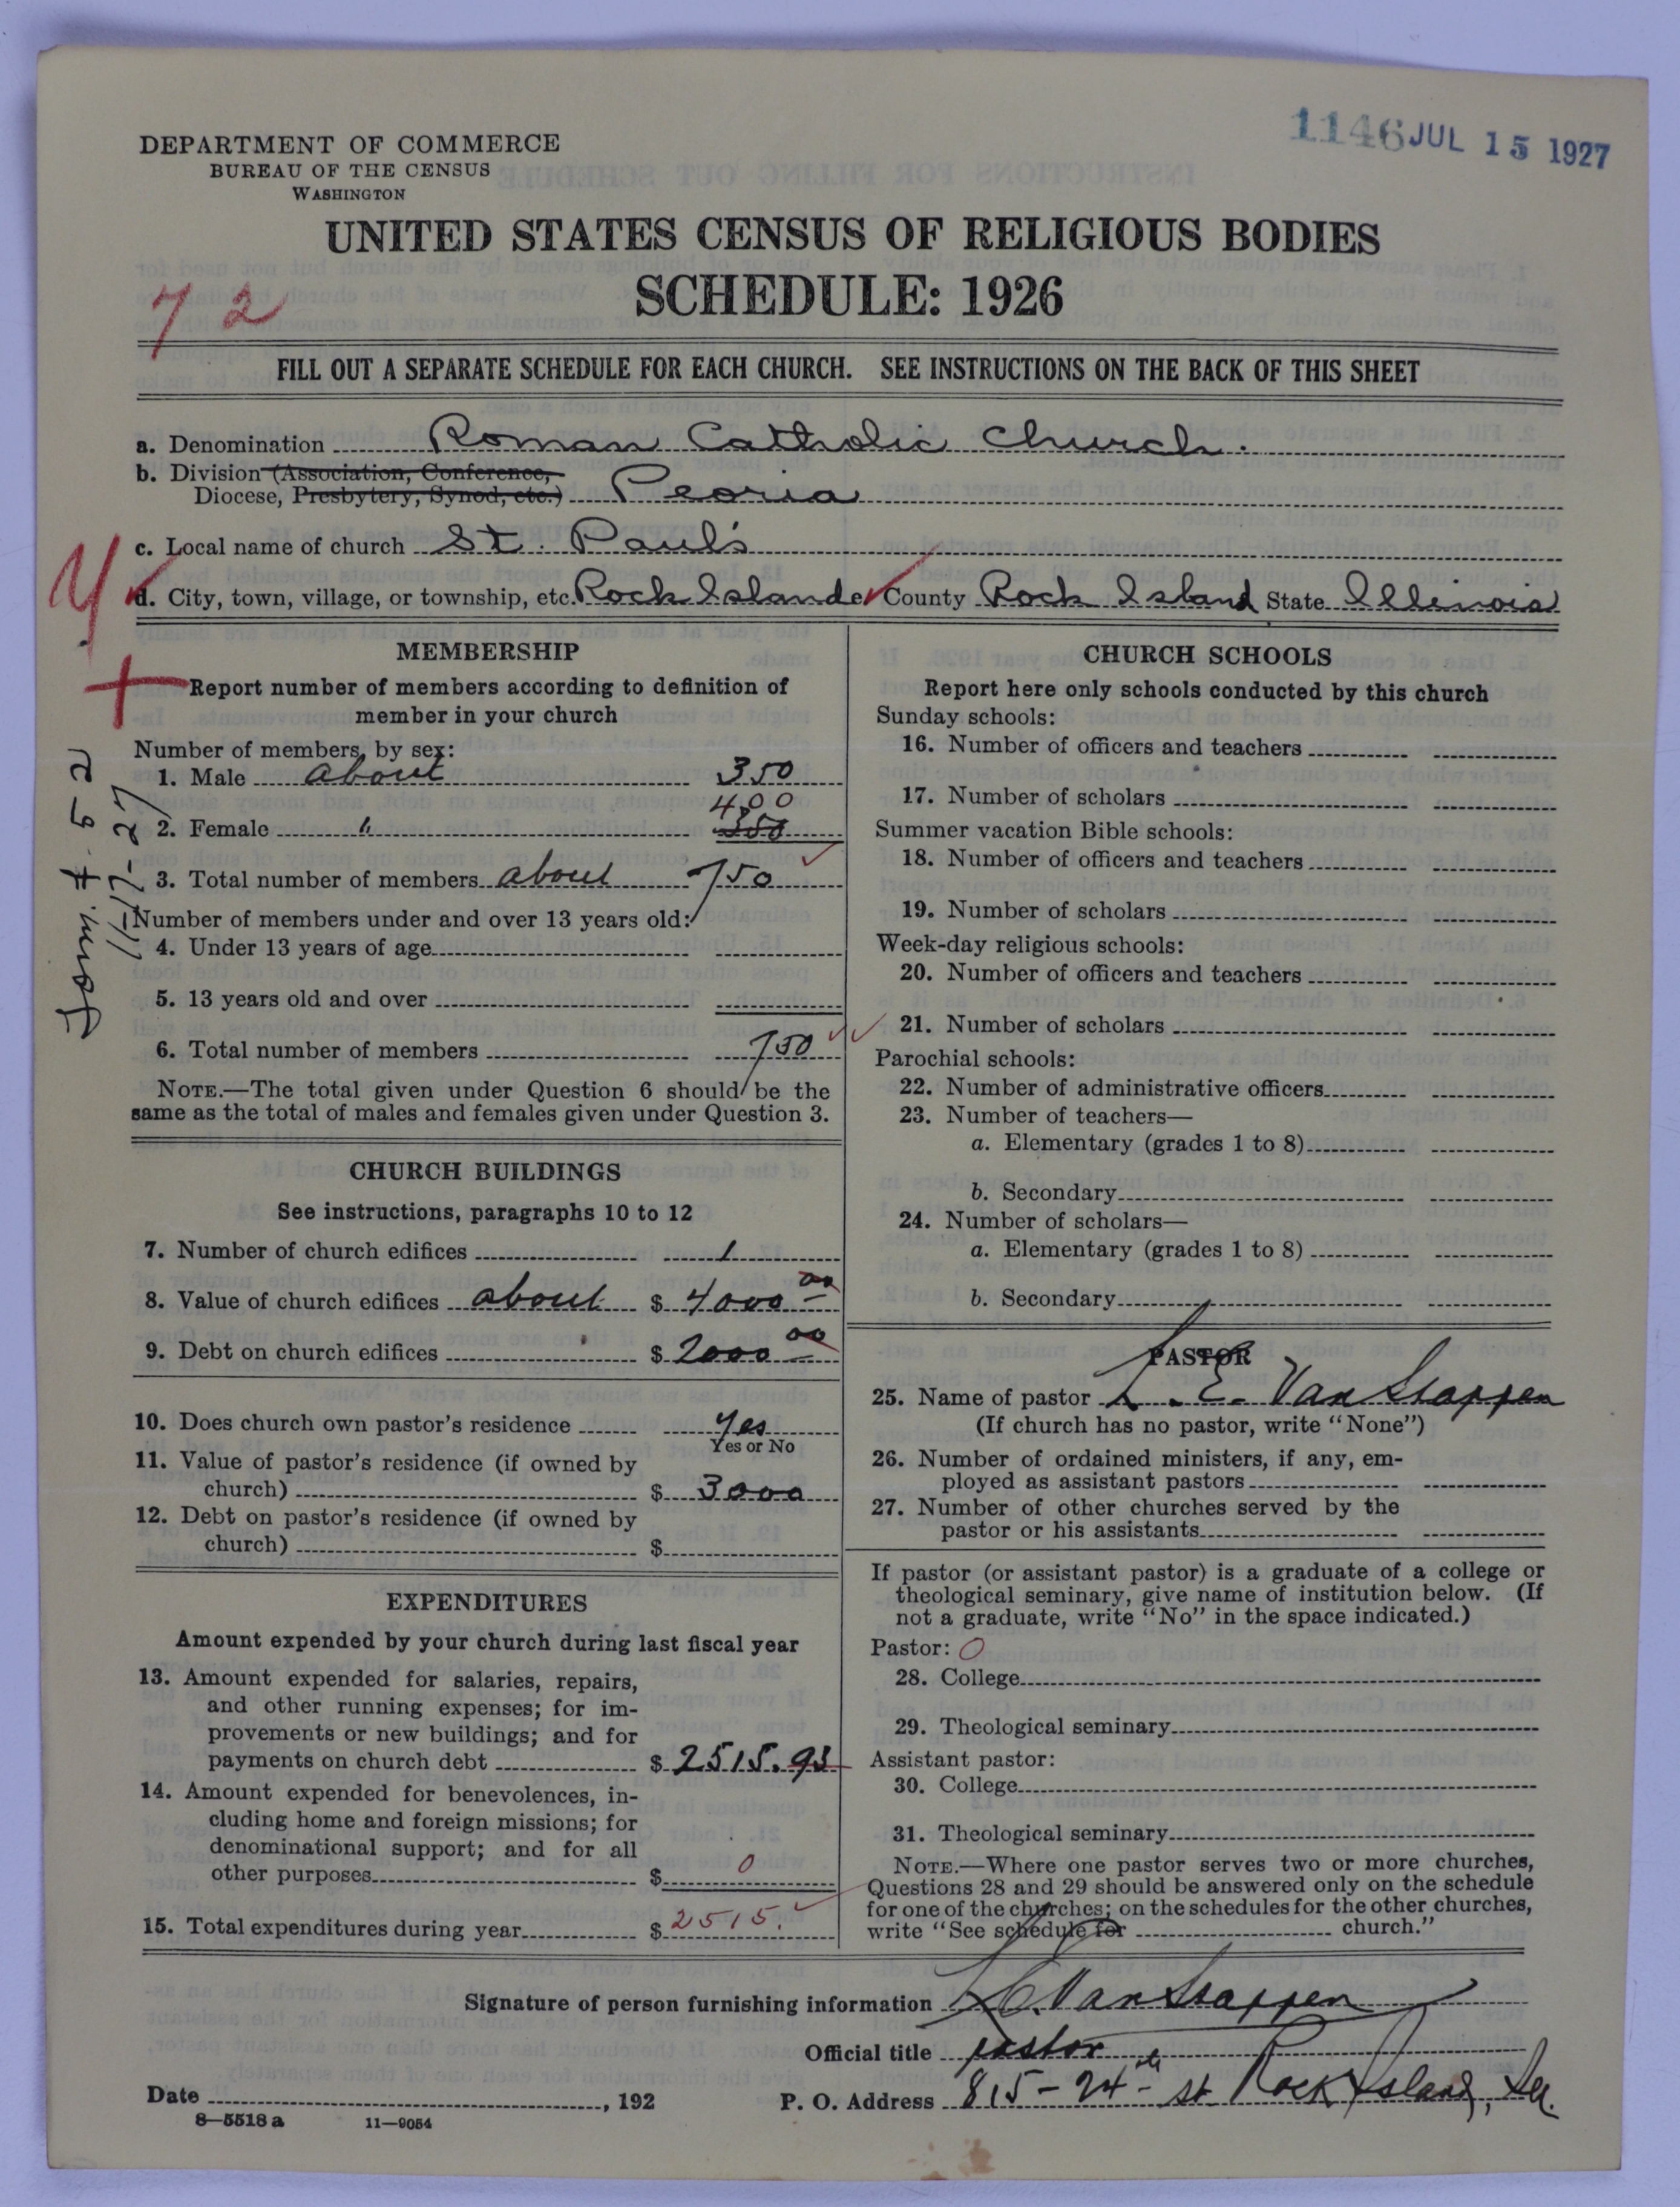 1146 JUL 15 1927
DEPARTMENT OF COMMERCE
BUREAU OF THE CENSUS
WASHINGTON
UNITED STATES CENSUS OF RELIGIOUS BODIES
SCHEDULE: 1926
72
FILL OUT A SEPARATE SCHEDULE FOR EACH CHURCH. SEE INSTRUCTIONS ON THE BACK OF THIS SHEET
a. Denomination Roman Catholic Church.
b. Division (Association, Conference,
Diocese, Presbytery, Synod, etc.) Peoria
c. Local name of church St. Paul's
d. City, town, village, or township, etc. Rock Island County Rock Island State Illinois
MEMBERSHIP
Report number of members according to definition of
member in your church
Number of members, by sex:
1. Male about 350
400
2. Female " 350
3. Total number of members about 750
Number of members under and over 13 years old:
4. Under 13 years of age
5. 13 years old and over
6. Total number of members 750
NOTE.—The total given under Question 6 should be the
same as the total of males and females given under Question 3.
Form # 52
11-17-27
CHURCH BUILDINGS
See instructions, paragraphs 10 to 12
7. Number of church edifices 1
8. Value of church edifices about $ 4000 00
9. Debt on church edifices $ 2000 00
10. Does church own pastor's residence Yes
Yes or No
11. Value of pastor's residence (if owned by
church) $ 3000
12. Debt on pastor's residence (if owned by
church) $
EXPENDITURES
Amount expended by your church during last fiscal year
13. Amount expended for salaries, repairs,
and other running expenses; for im-
provements or new buildings; and for
payments on church debt $ 2515.93
14. Amount expended for benevolences, in-
cluding home and foreign missions; for
denominational support; and for all
other purposes $ 0
15. Total expenditures during year $ 2515.
CHURCH SCHOOLS
Report here only schools conducted by this church
Sunday schools:
16. Number of officers and teachers
17. Number of scholars
Summer vacation Bible schools:
18. Number of officers and teachers
19. Number of scholars
Week-day religious schools:
20. Number of officers and teachers
21. Number of scholars
Parochial schools:
22. Number of administrative officers
23. Number of teachers—
a. Elementary (grades 1 to 8)
b. Secondary
24. Number of scholars—
a. Elementary (grades 1 to 8)
b. Secondary
PASTOR
25. Name of pastor L. E. Van Stappen
(If church has no pastor, write "None")
26. Number of ordained ministers, if any, em-
ployed as assistant pastors
27. Number of other churches served by the
pastor or his assistants
If pastor (or assistant pastor) is a graduate of a college or
theological seminary, give name of institution below. (If
not a graduate, write "No" in the space indicated.)
Pastor: 0
28. College
29. Theological seminary
Assistant pastor:
30. College
31. Theological seminary
NOTE.—Where one pastor serves two or more churches,
Questions 28 and 29 should be answered only on the schedule
for one of the churches; on the schedules for the other churches,
write "See schedule for church."
Signature of person furnishing information L E. Van Stappen
Official title pastor
Date , 192
P. O. Address 815-24-th st Rock Island, Ill.
8—5518 a 11—9054